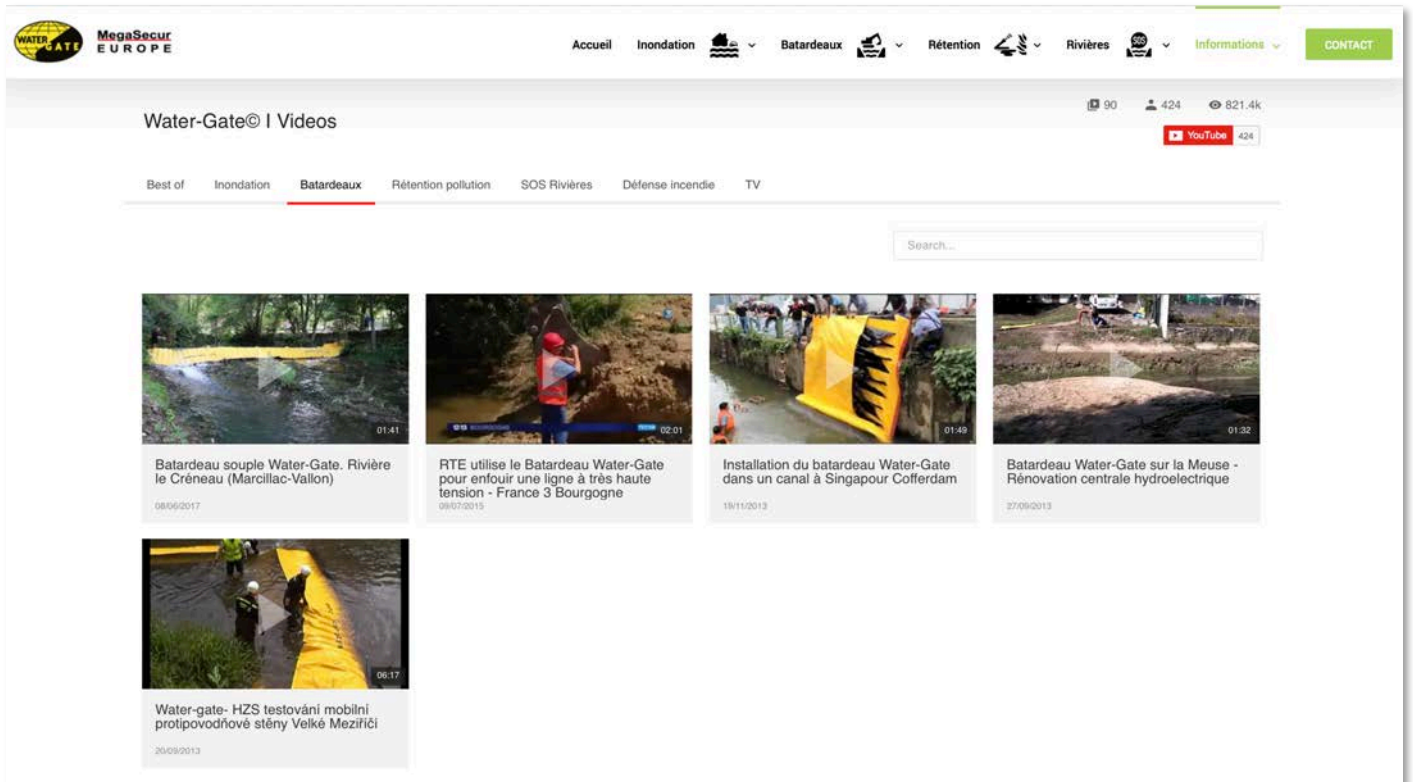 WATER GATE
MegaSecur
EUROPE
Accueil
Inondation
Batardeaux
Rétention
Rivières
SOS
Informations
CONTACT
Water-Gate© I Videos
90
424
821.4k
YouTube 424
Best of
Inondation
Batardeaux
Rétention pollution
SOS Rivières
Défense incendie
TV
Search...
01:41
02:01
01:49
01:32
Batardeau souple Water-Gate. Rivière
le Créneau (Marcillac-Vallon)
08/06/2017
RTE utilise le Batardeau Water-Gate
pour enfouir une ligne à très haute
tension - France 3 Bourgogne
09/07/2015
Installation du batardeau Water-Gate
dans un canal à Singapour Cofferdam
19/11/2013
Batardeau Water-Gate sur la Meuse -
Rénovation centrale hydroelectrique
27/09/2013
06:17
Water-gate- HZS testování mobilní
protipovodňové stěny Velké Meziříčí
20/09/2013